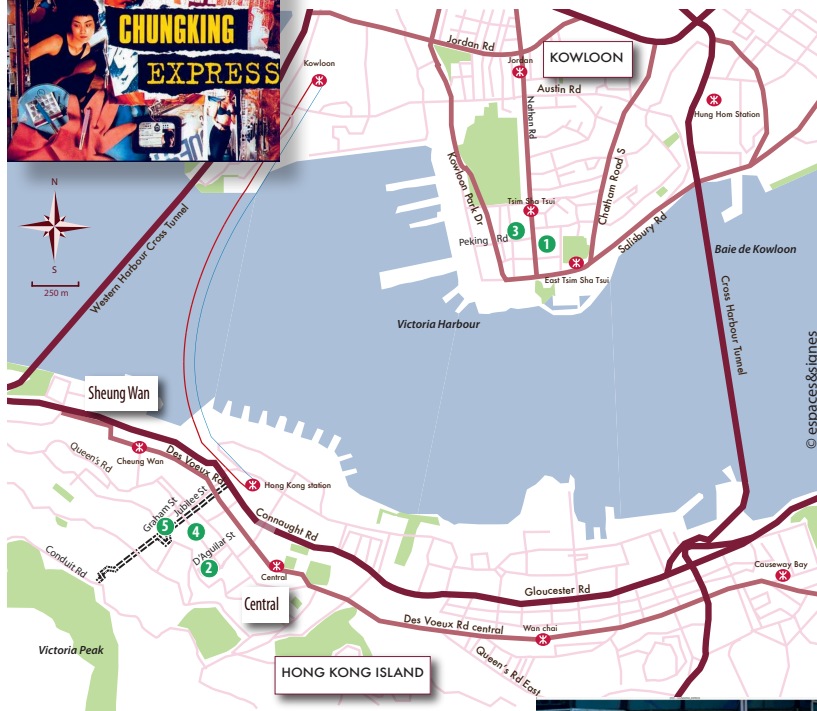 CHUNGKING
EXPRESS
Kowloon
Jordan Rd
Jordan
KOWLOON
Austin Rd
Nathan Rd
Hung Hom Station
Kowloon Park Dr
Chatham Road S
Tsim Sha Tsui
3
1
Peking Rd
Salisbury Rd
East Tsim Sha Tsui
Baie de Kowloon
N
S
250 m
Western Harbour Cross Tunnel
Victoria Harbour
Cross Harbour Tunnel
© espaces&signes
Sheung Wan
Queen's Rd
Cheung Wan
Des Voeux Rd
Hong Kong station
Graham St
Jubilee St
5
4
Connaught Rd
D'Aguilar St
2
Conduit Rd
Central
Central
Gloucester Rd
Causeway Bay
Des Voeux Rd central
Wan chai
Queen's Rd East
Victoria Peak
HONG KONG ISLAND